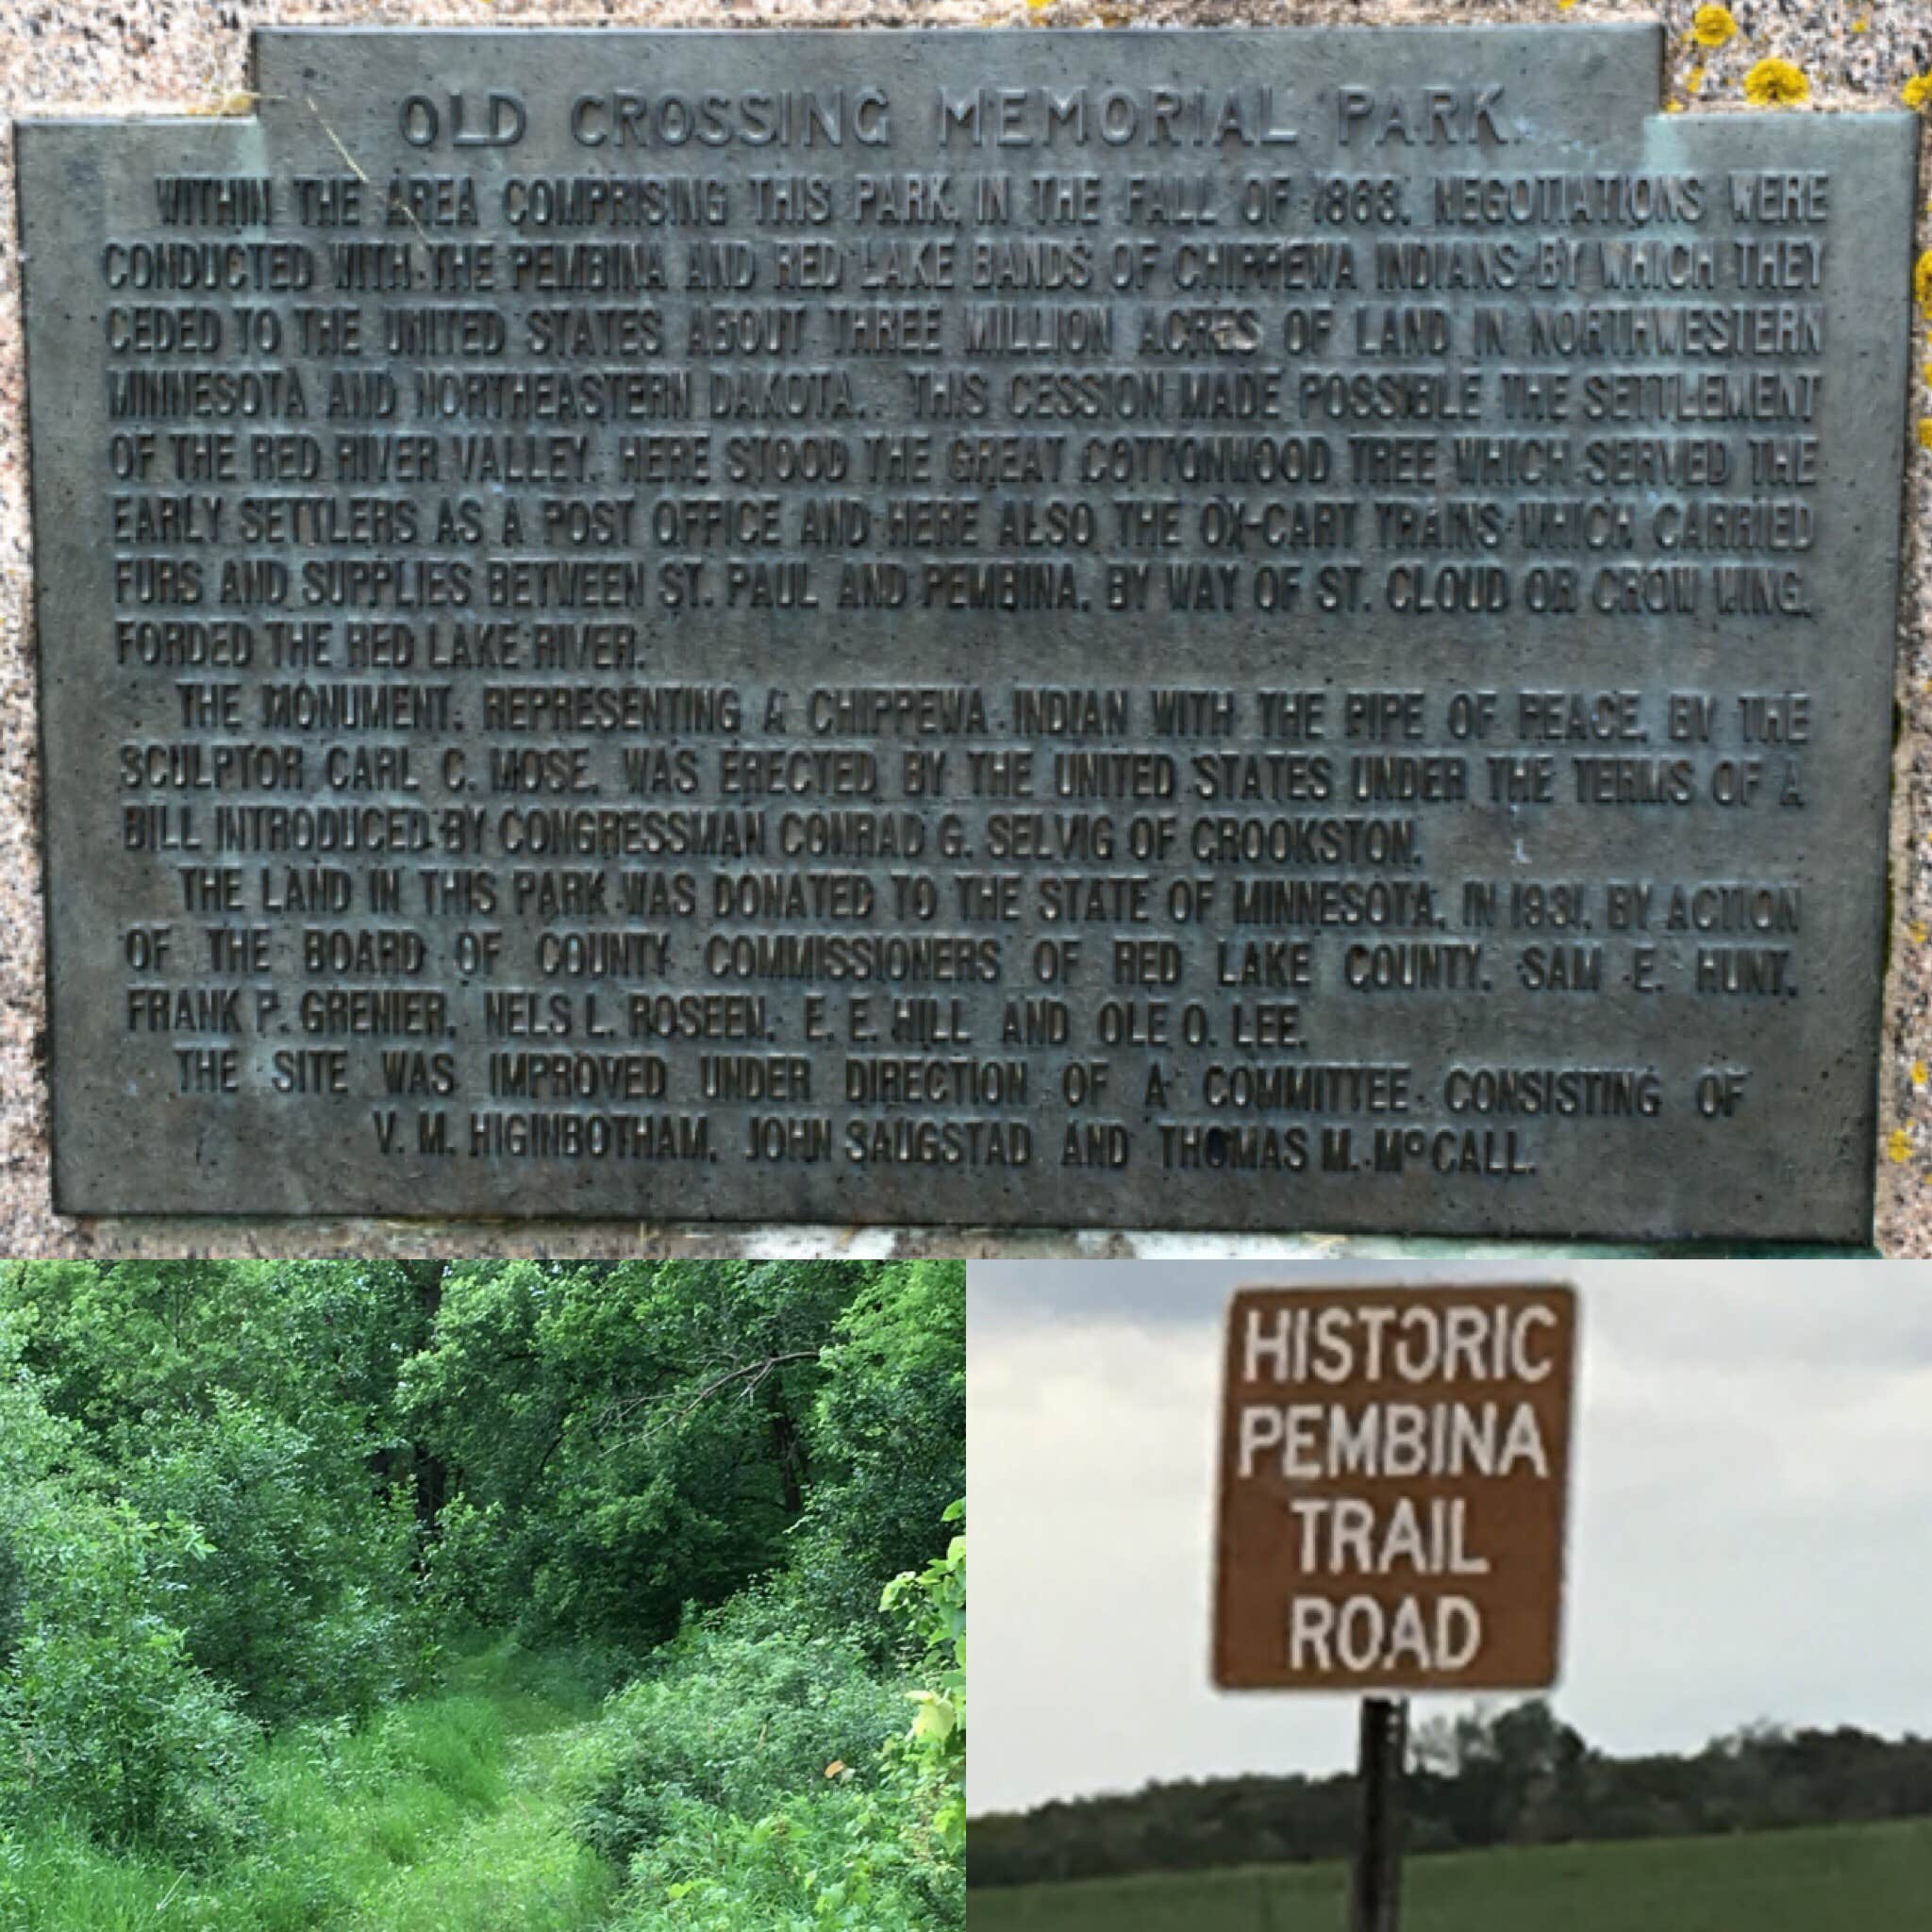 OLD CROSSING MEMORIAL PARK.
WITHIN THE AREA COMPRISING THIS PARK, IN THE FALL OF 1863, NEGOTIATIONS WERE
CONDUCTED WITH THE PEMBINA AND RED LAKE BANDS OF CHIPPEWA INDIANS BY WHICH THEY
CEDED TO THE UNITED STATES ABOUT THREE MILLION ACRES OF LAND IN NORTHWESTERN
MINNESOTA AND NORTHEASTERN DAKOTA. THIS CESSION MADE POSSIBLE THE SETTLEMENT
OF THE RED RIVER VALLEY. HERE STOOD THE GREAT COTTONWOOD TREE WHICH SERVED THE
EARLY SETTLERS AS A POST OFFICE AND HERE ALSO THE OX-CART TRAINS WHICH CARRIED
FURS AND SUPPLIES BETWEEN ST. PAUL AND PEMBINA, BY WAY OF ST. CLOUD OR CROW WING,
FORDED THE RED LAKE RIVER.
THE MONUMENT, REPRESENTING A CHIPPEWA INDIAN WITH THE PIPE OF PEACE, BY THE
SCULPTOR CARL C. MOSE, WAS ERECTED BY THE UNITED STATES UNDER THE TERMS OF A
BILL INTRODUCED BY CONGRESSMAN CONRAD G. SELVIG OF CROOKSTON.
THE LAND IN THIS PARK WAS DONATED TO THE STATE OF MINNESOTA, IN 1931, BY ACTION
OF THE BOARD OF COUNTY COMMISSIONERS OF RED LAKE COUNTY, SAM E. HUNT,
FRANK P. GRENIER, NELS L. ROSEEN, E. E. HILL AND OLE O. LEE.
THE SITE WAS IMPROVED UNDER DIRECTION OF A COMMITTEE CONSISTING OF
V. M. HIGINBOTHAM, JOHN SAUGSTAD AND THOMAS M. McCALL.
HISTORIC
PEMBINA
TRAIL
ROAD